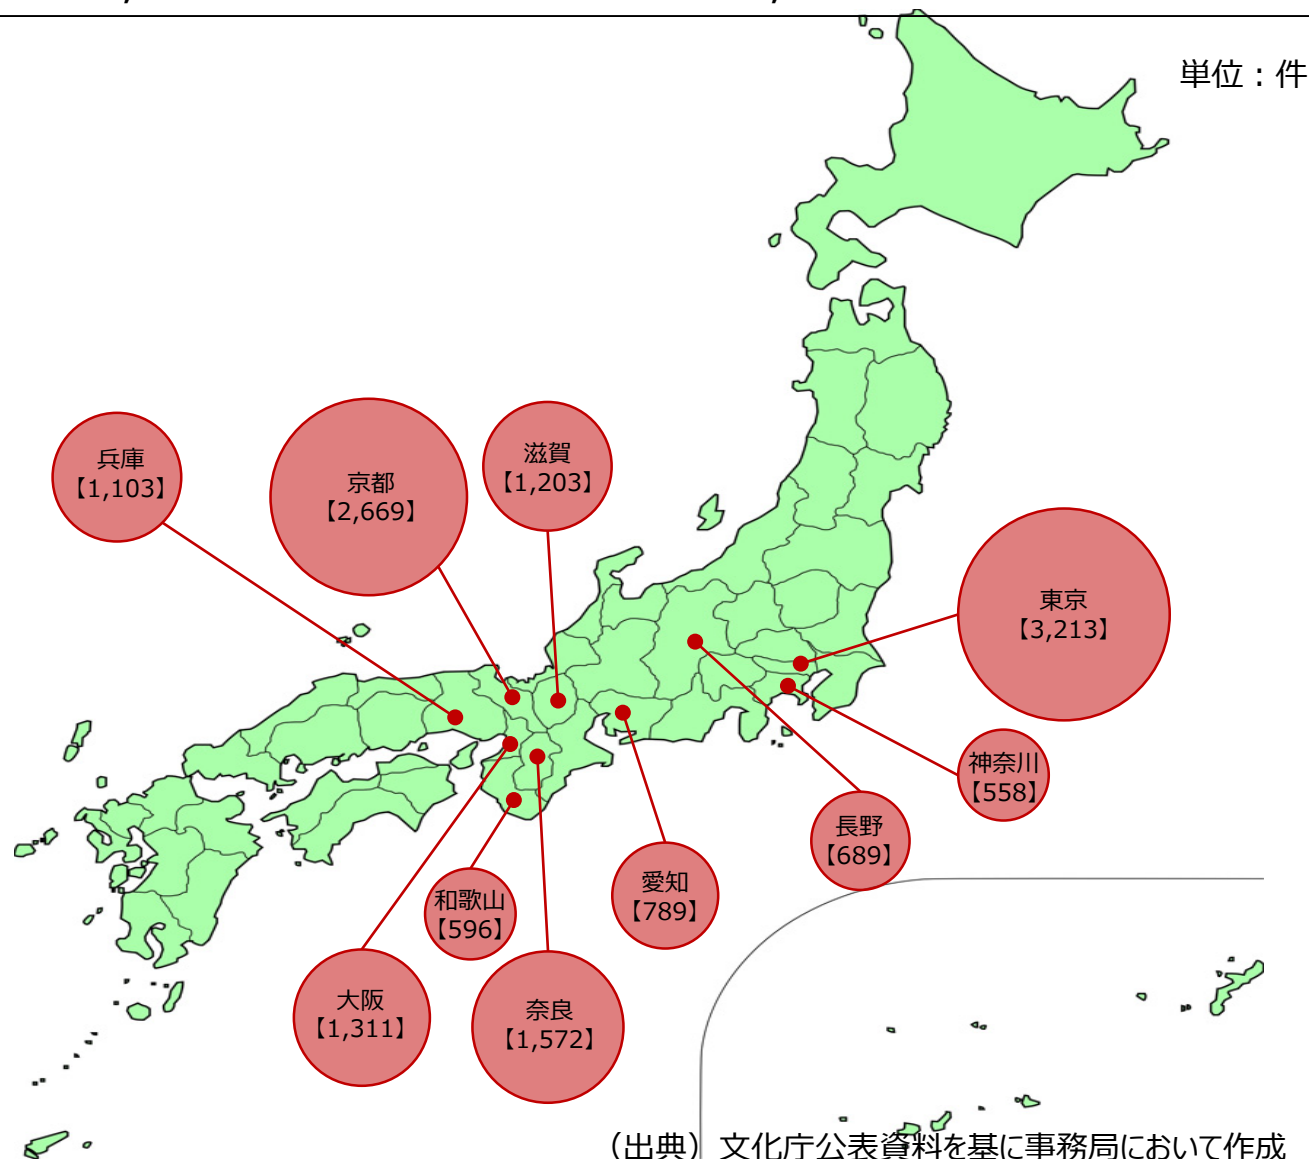 単位：件
兵庫
【1,103】
京都
【2,669】
滋賀
【1,203】
東京
【3,213】
神奈川
【558】
長野
【689】
愛知
【789】
和歌山
【596】
大阪
【1,311】
奈良
【1,572】
（出典）文化庁公表資料を基に事務局において作成